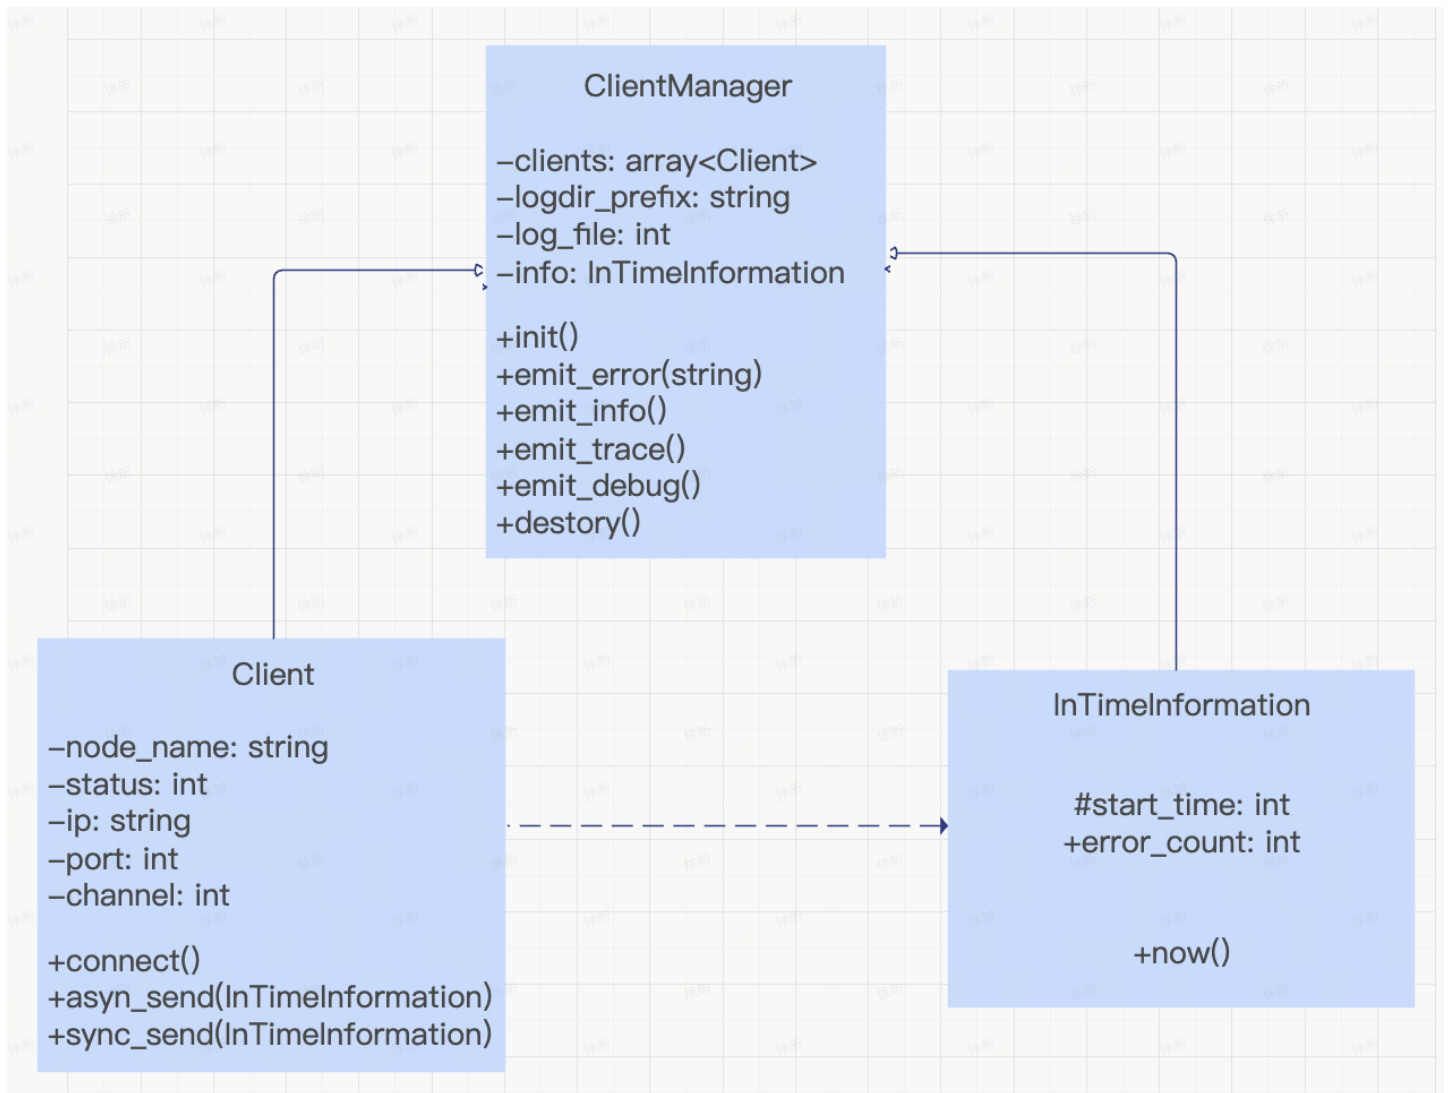 ClientManager
-clients: array<Client>
-logdir_prefix: string
-log_file: int
-info: InTimeInformation
+init()
+emit_error(string)
+emit_info()
+emit_trace()
+emit_debug()
+destory()
Client
-node_name: string
-status: int
-ip: string
-port: int
-channel: int
+connect()
+asyn_send(InTimeInformation)
+sync_send(InTimeInformation)
InTimeInformation
#start_time: int
+error_count: int
+now()